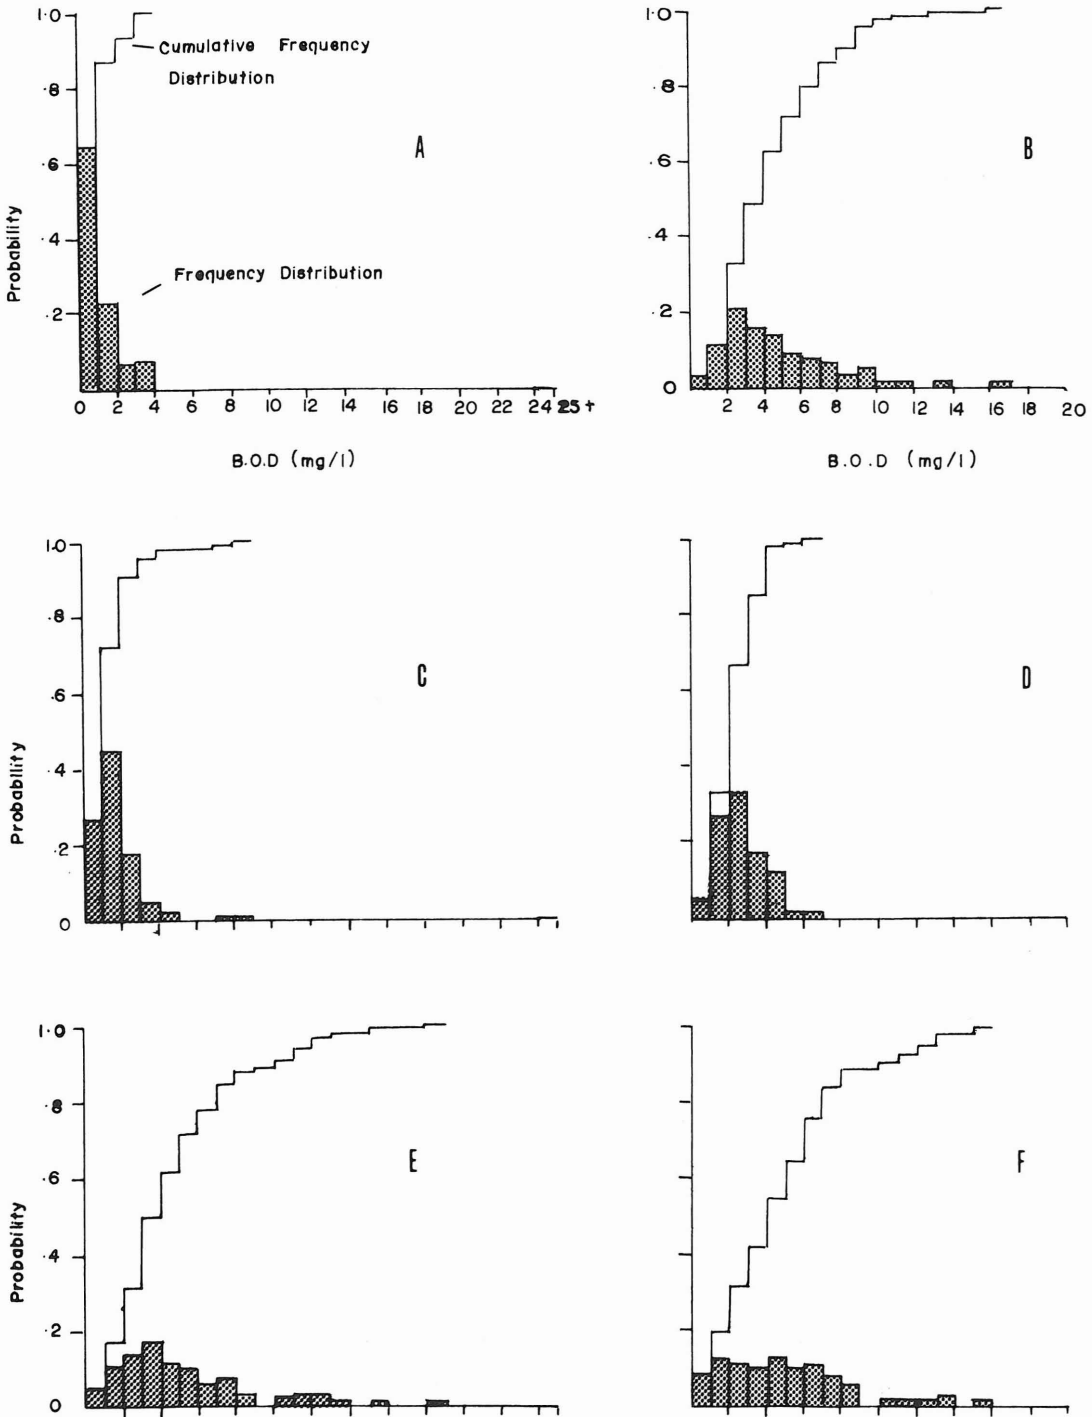 1·0
·8
·6
·4
·2
Probability
Cumulative Frequency
Distribution
Frequency Distribution
A
0 2 4 6 8 10 12 14 16 18 20 22 24 25+
B.O.D (mg/l)
1·0
.8
.6
.4
.2
0
B
2 4 6 8 10 12 14 16 18 20
B.O.D (mg/l)
1·0
·8
·6
·4
·2
0
Probability
C
D
1·0
·8
·6
·4
·2
0
Probability
E
F